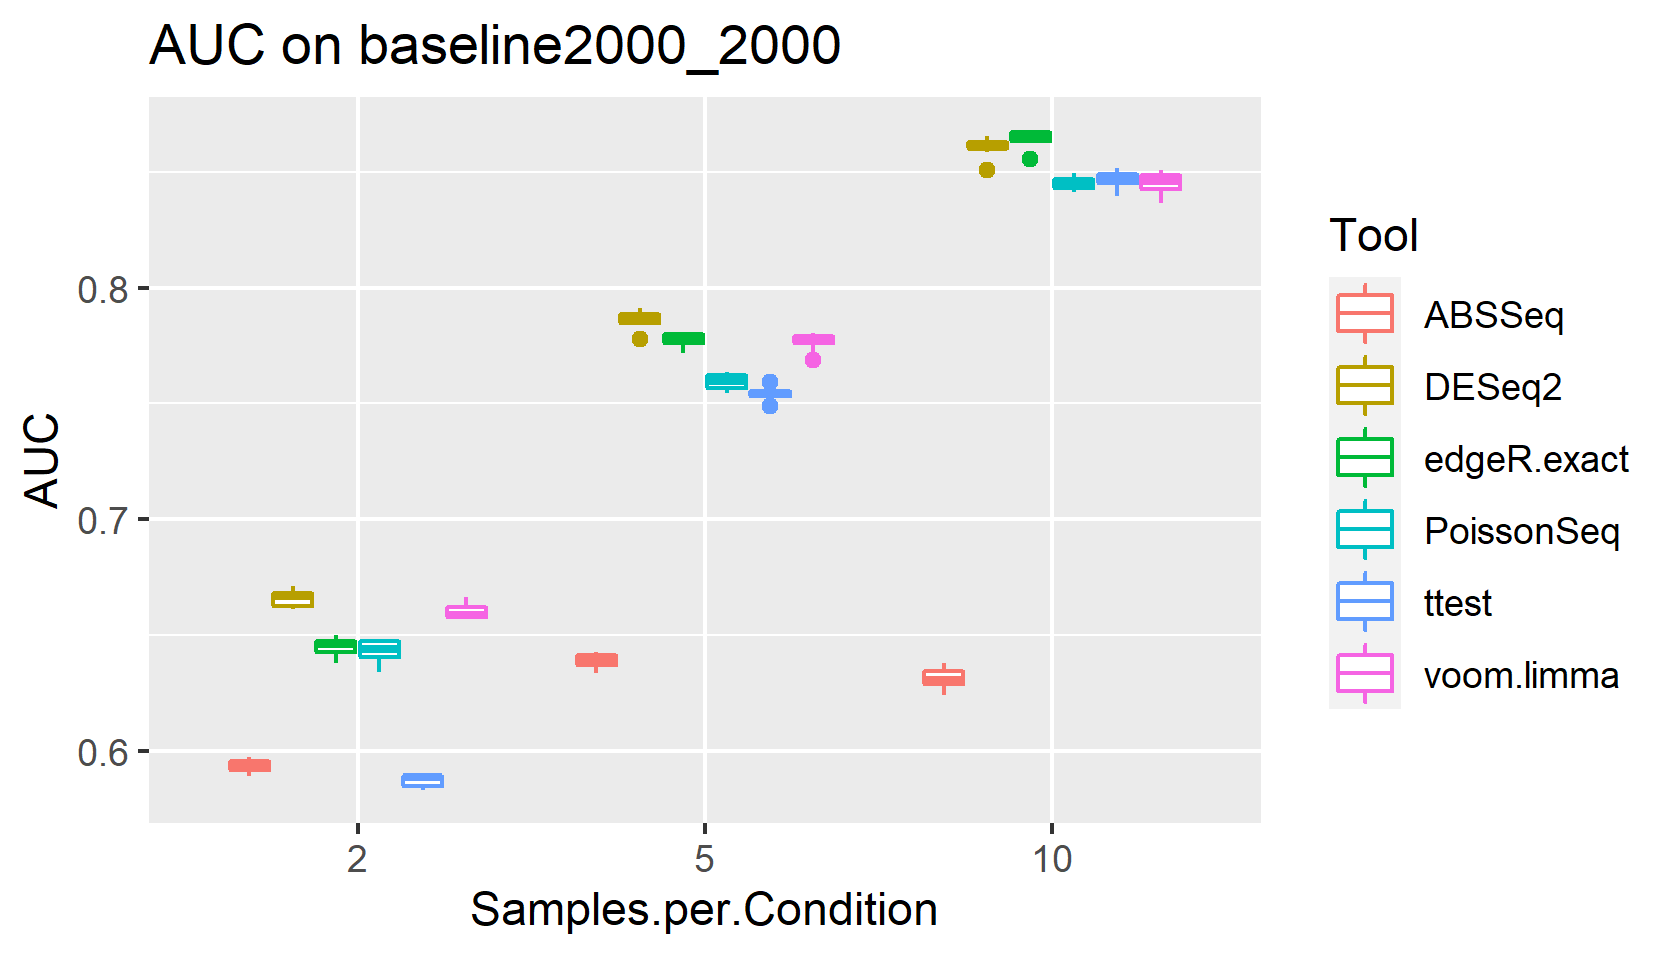 AUC on baseline2000_2000
AUC
0.8
0.7
0.6
2
5
10
Samples.per.Condition
Tool
ABSSeq
DESeq2
edgeR.exact
PoissonSeq
ttest
voom.limma